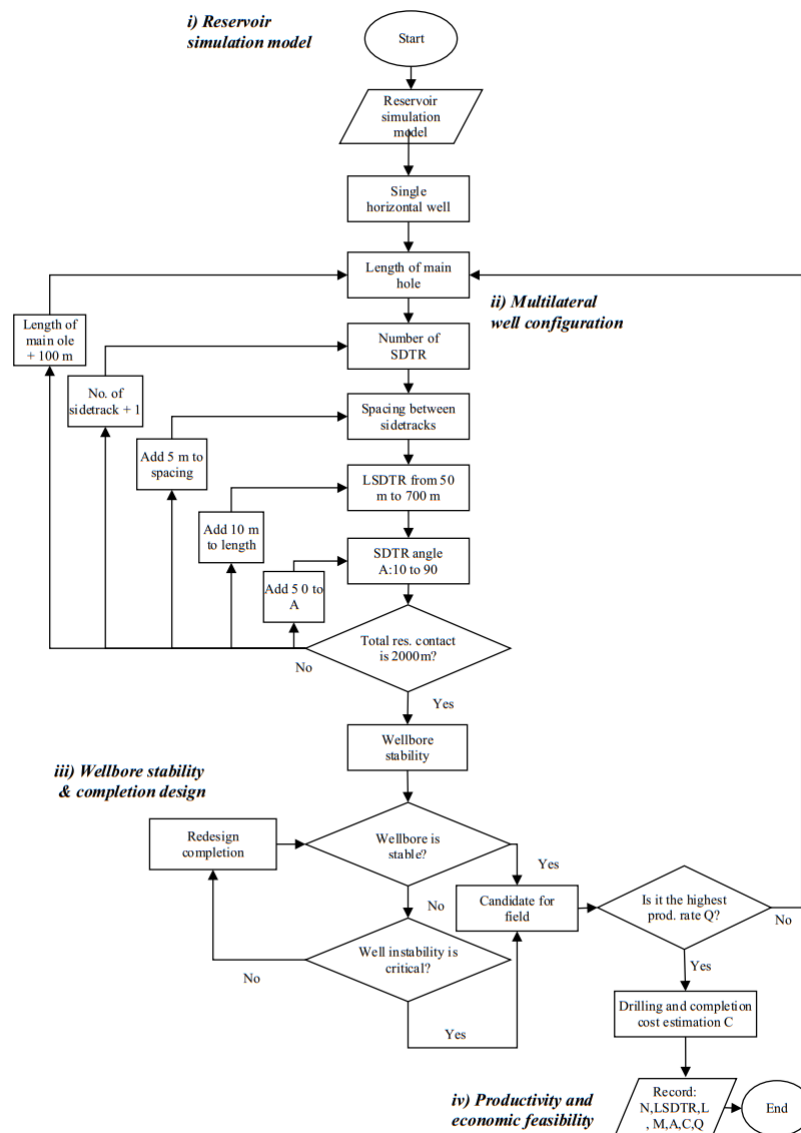 i) Reservoir
simulation model
Start
Reservoir
simulation
model
Single
horizontal well
Length of main
hole
ii) Multilateral
well configuration
Length of
main ole
+ 100 m
Number of
SDTR
No. of
sidetrack + 1
Spacing between
sidetracks
Add 5 m to
spacing
LSDTR from 50
m to 700 m
Add 10 m
to length
SDTR angle
A:10 to 90
Add 5 0 to
A
Total res. contact
is 2000m?
No
Yes
Wellbore
stability
iii) Wellbore stability
& completion design
Redesign
completion
Wellbore is
stable?
Yes
No
Candidate for
field
Is it the highest
prod. rate Q?
No
Well instability is
critical?
No
Yes
Yes
Drilling and completion
cost estimation C
iv) Productivity and
economic feasibility
Record:
N,LSDTR,L
, M,A,C,Q
End